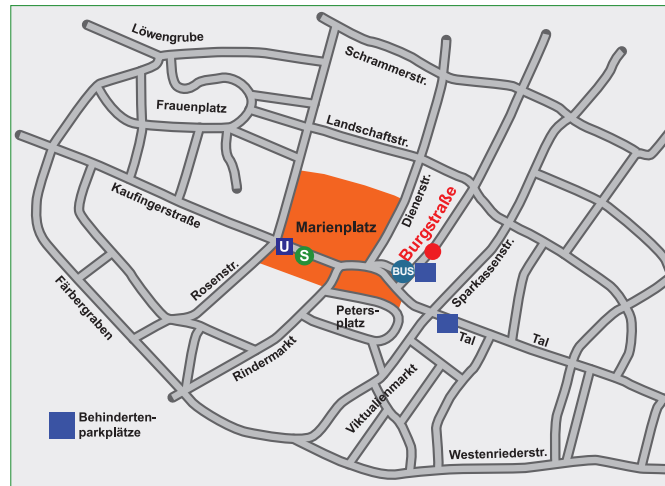 Löwengrube
Schrammerstr.
Frauenplatz
Landschaftstr.
Kaufingerstraße
Marienplatz
Dienerstr.
Burgstraße
U
S
BUS
Rosenstr.
Sparkassenstr.
Färbergraben
Peters-
platz
Tal
Tal
Rindermarkt
Viktualienmarkt
Behinderten-
parkplätze
Westenriederstr.